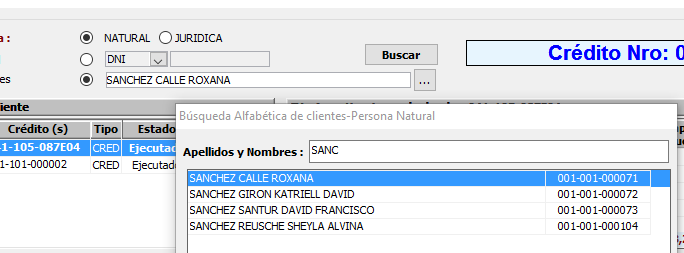 a :
NATURAL JURIDICA
DNI
Buscar
Crédito Nro: 0
es
SANCHEZ CALLE ROXANA
...
iente
Crédito (s) Tipo Estado
1-105-087E04 CRED Ejecutad
1-101-000002 CRED Ejecutad
Búsqueda Alfabética de clientes-Persona Natural
Apellidos y Nombres : SANC
SANCHEZ CALLE ROXANA 001-001-000071
SANCHEZ GIRON KATRIELL DAVID 001-001-000072
SANCHEZ SANTUR DAVID FRANCISCO 001-001-000073
SANCHEZ REUSCHE SHEYLA ALVINA 001-001-000104